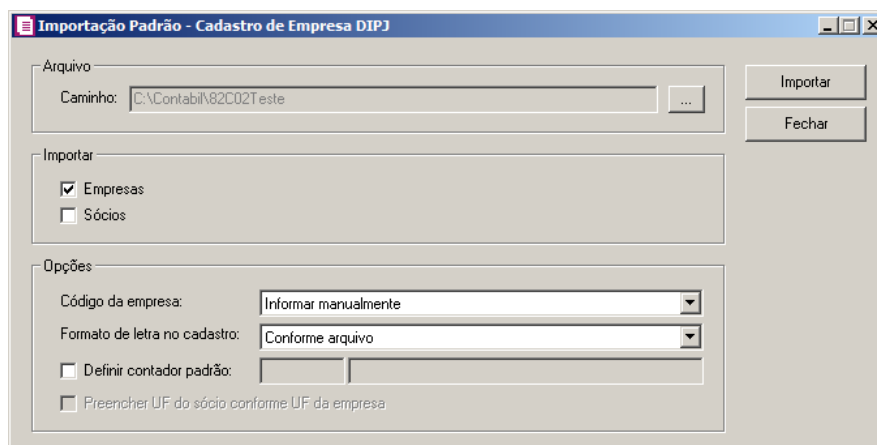 Importação Padrão - Cadastro de Empresa DIPJ
Arquivo
Caminho: C:\Contabil\82C02Teste ...
Importar
Fechar
Importar
Empresas
Sócios
Opções
Código da empresa: Informar manualmente
Formato de letra no cadastro: Conforme arquivo
Definir contador padrão:
Preencher UF do sócio conforme UF da empresa